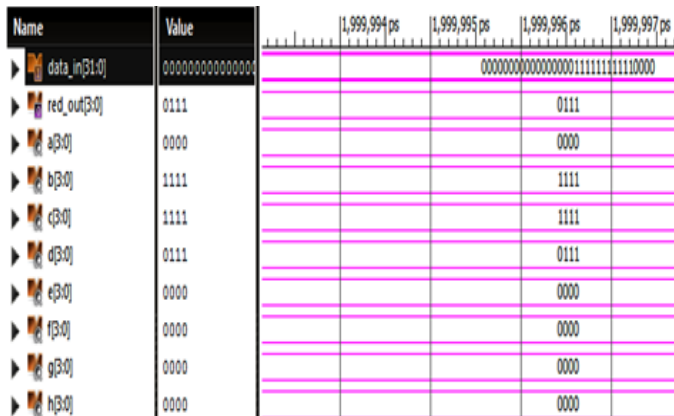 Name Value 1,999,994 ps 1,999,995 ps 1,999,996 ps 1,999,997 ps
data_in[31:0] 000000000000000 00000000000000000111111111110000
red_out[3:0] 0111 0111
a[3:0] 0000 0000
b[3:0] 1111 1111
c[3:0] 1111 1111
d[3:0] 0111 0111
e[3:0] 0000 0000
f[3:0] 0000 0000
g[3:0] 0000 0000
h[3:0] 0000 0000